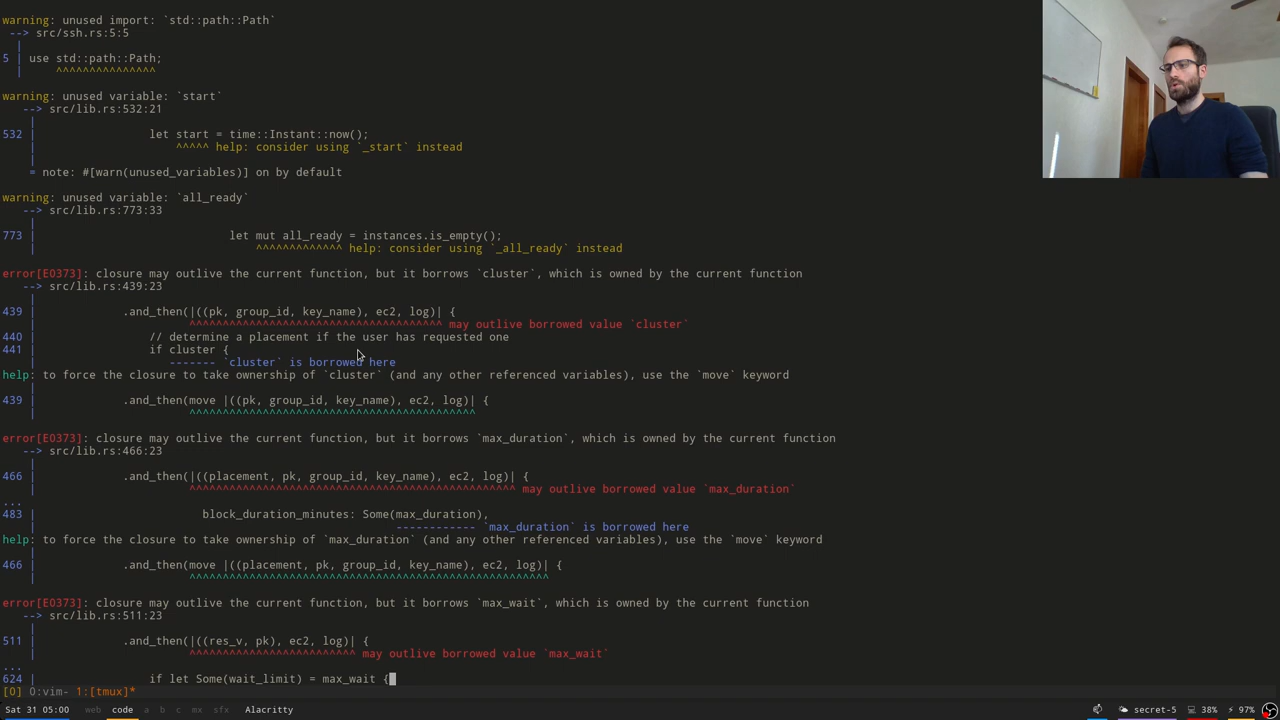 warning: unused import: `std::path::Path`
 --> src/ssh.rs:5:5
  |
5 | use std::path::Path;
  |     ^^^^^^^^^^^^^^^
warning: unused variable: `start`
   --> src/lib.rs:532:21
    |
532 |                 let start = time::Instant::now();
    |                     ^^^^^ help: consider using `_start` instead
    |
    = note: #[warn(unused_variables)] on by default
warning: unused variable: `all_ready`
   --> src/lib.rs:773:33
    |
773 |                             let mut all_ready = instances.is_empty();
    |                                 ^^^^^^^^^^^^^ help: consider using `_all_ready` instead
error[E0373]: closure may outlive the current function, but it borrows `cluster`, which is owned by the current function
   --> src/lib.rs:439:23
    |
439 |             .and_then(|((pk, group_id, key_name), ec2, log)| {
    |                       ^^^^^^^^^^^^^^^^^^^^^^^^^^^^^^^^^^^^^^ may outlive borrowed value `cluster`
440 |                 // determine a placement if the user has requested one
441 |                 if cluster {
    |                    ------- `cluster` is borrowed here
help: to force the closure to take ownership of `cluster` (and any other referenced variables), use the `move` keyword
    |
439 |             .and_then(move |((pk, group_id, key_name), ec2, log)| {
    |                       ^^^^^^^^^^^^^^^^^^^^^^^^^^^^^^^^^^^^^^^^^^^
error[E0373]: closure may outlive the current function, but it borrows `max_duration`, which is owned by the current function
   --> src/lib.rs:466:23
    |
466 |             .and_then(|((placement, pk, group_id, key_name), ec2, log)| {
    |                       ^^^^^^^^^^^^^^^^^^^^^^^^^^^^^^^^^^^^^^^^^^^^^^^^^ may outlive borrowed value `max_duration`
...
483 |                         block_duration_minutes: Some(max_duration),
    |                                                      ------------ `max_duration` is borrowed here
help: to force the closure to take ownership of `max_duration` (and any other referenced variables), use the `move` keyword
    |
466 |             .and_then(move |((placement, pk, group_id, key_name), ec2, log)| {
    |                       ^^^^^^^^^^^^^^^^^^^^^^^^^^^^^^^^^^^^^^^^^^^^^^^^^^^^^^
error[E0373]: closure may outlive the current function, but it borrows `max_wait`, which is owned by the current function
   --> src/lib.rs:511:23
    |
511 |             .and_then(|((res_v, pk), ec2, log)| {
    |                       ^^^^^^^^^^^^^^^^^^^^^^^^^ may outlive borrowed value `max_wait`
...
624 |                 if let Some(wait_limit) = max_wait {
[0] 0:vim- 1:[tmux]*
Sat 31 05:00 web code a b c mx sfx Alacritty secret-5 38% 97%